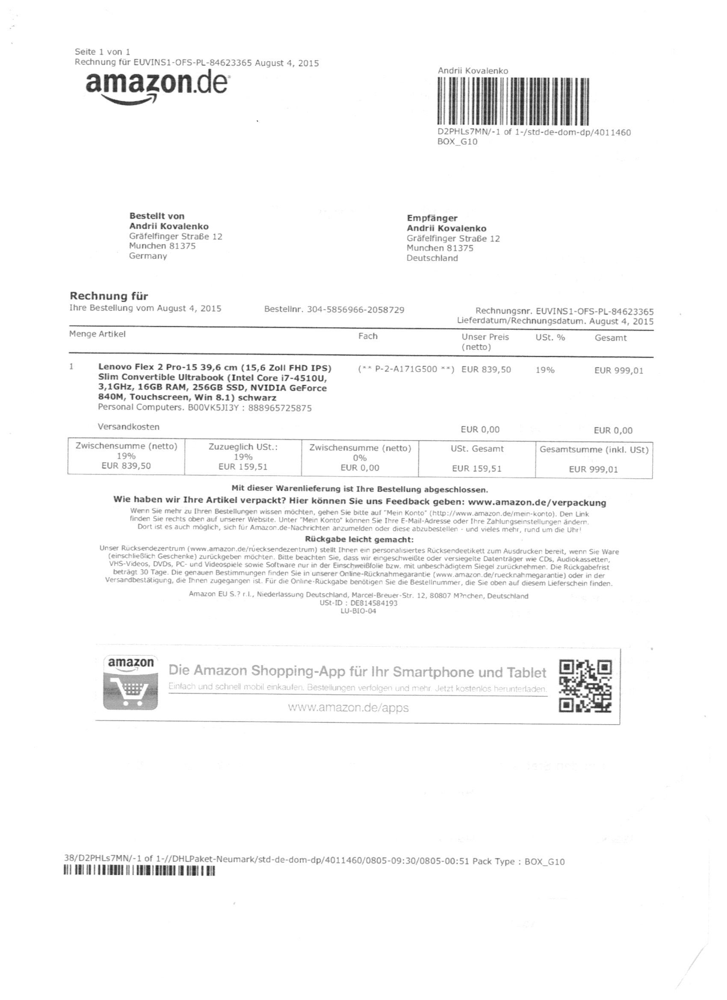 Seite 1 von 1
Rechnung für EUVINS1-OFS-PL-84623365 August 4, 2015
amazon.de
Andrii Kovalenko
D2PHLs7MN/-1 of 1-/std-de-dom-dp/4011460
BOX_G10
Bestellt von
Andrii Kovalenko
Gräfelfinger Straße 12
Munchen 81375
Germany
Empfänger
Andrii Kovalenko
Gräfelfinger Straße 12
Munchen 81375
Deutschland
Rechnung für
Ihre Bestellung vom August 4, 2015 Bestellnr. 304-5856966-2058729 Rechnungsnr. EUVINS1-OFS-PL-84623365
Lieferdatum/Rechnungsdatum. August 4, 2015
Menge Artikel Fach Unser Preis USt. % Gesamt
(netto)
1 Lenovo Flex 2 Pro-15 39,6 cm (15,6 Zoll FHD IPS) (** P-2-A171G500 **) EUR 839,50 19% EUR 999,01
Slim Convertible Ultrabook (Intel Core i7-4510U,
3,1GHz, 16GB RAM, 256GB SSD, NVIDIA GeForce
840M, Touchscreen, Win 8.1) schwarz
Personal Computers. B00VK5JI3Y : 888965725875
Versandkosten EUR 0,00 EUR 0,00
Zwischensumme (netto) Zuzueglich USt.: Zwischensumme (netto) USt. Gesamt Gesamtsumme (inkl. USt)
19% 19% 0%
EUR 839,50 EUR 159,51 EUR 0,00 EUR 159,51 EUR 999,01
Mit dieser Warenlieferung ist Ihre Bestellung abgeschlossen.
Wie haben wir Ihre Artikel verpackt? Hier können Sie uns Feedback geben: www.amazon.de/verpackung
Wenn Sie mehr zu Ihren Bestellungen wissen möchten, gehen Sie bitte auf "Mein Konto" (http://www.amazon.de/mein-konto). Den Link
finden Sie rechts oben auf unserer Website. Unter "Mein Konto" können Sie Ihre E-Mail-Adresse oder Ihre Zahlungseinstellungen ändern.
Dort ist es auch möglich, sich für Amazon.de-Nachrichten anzumelden oder diese abzubestellen - und vieles mehr, rund um die Uhr!
Rückgabe leicht gemacht:
Unser Rücksendezentrum (www.amazon.de/ruecksendezentrum) stellt Ihnen ein personalisiertes Rücksendeetikett zum Ausdrucken bereit, wenn Sie Ware
(einschließlich Geschenke) zurückgeben möchten. Bitte beachten Sie, dass wir eingeschweißte oder versiegelte Datenträger wie CDs, Audiokassetten,
VHS-Videos, DVDs, PC- und Videospiele sowie Software nur in der Einschweißfolie bzw. mit unbeschädigtem Siegel zurücknehmen. Die Rückgabefrist
beträgt 30 Tage. Die genauen Bestimmungen finden Sie in unserer Online-Rücknahmegarantie (www.amazon.de/ruecknahmegarantie) oder in der
Versandbestätigung, die Ihnen zugegangen ist. Für die Online-Rückgabe benötigen Sie die Bestellnummer, die Sie oben auf diesem Lieferschein finden.
Amazon EU S.? r.l., Niederlassung Deutschland, Marcel-Breuer-Str. 12, 80807 M?nchen, Deutschland
USt-ID : DE814584193
LU-BIO-04
amazon
Die Amazon Shopping-App für Ihr Smartphone und Tablet
Einfach und schnell mobil einkaufen. Bestellungen verfolgen und mehr. Jetzt kostenlos herunterladen.
www.amazon.de/apps
38/D2PHLs7MN/-1 of 1-//DHLPaket-Neumark/std-de-dom-dp/4011460/0805-09:30/0805-00:51 Pack Type : BOX_G10